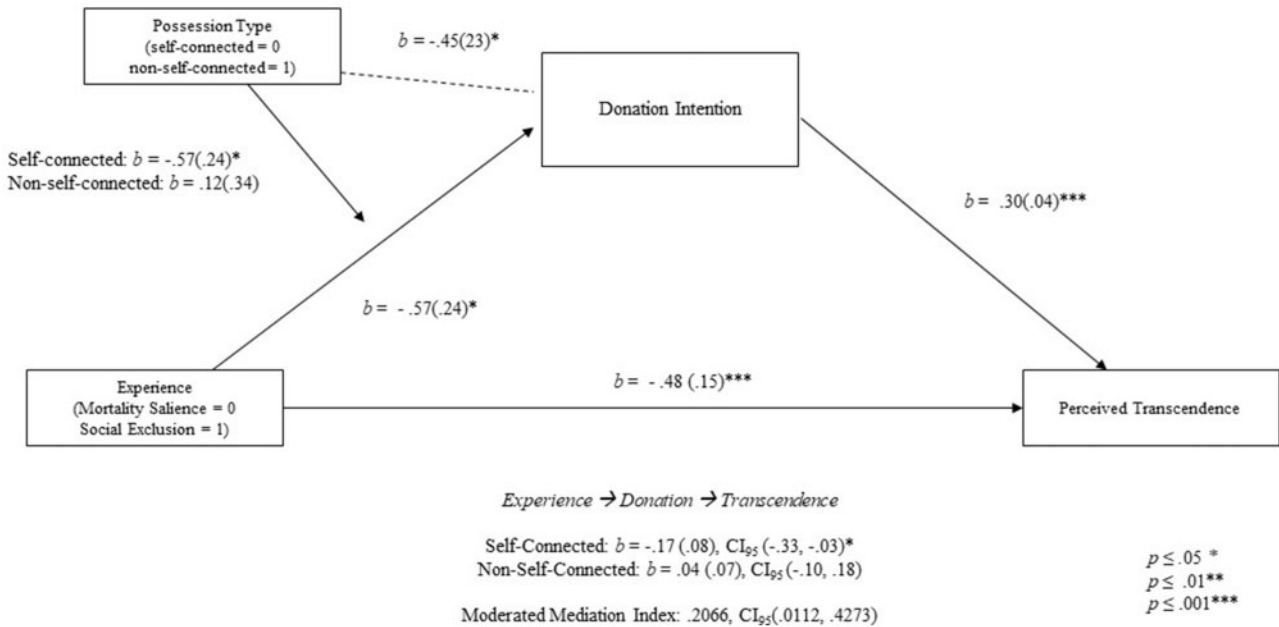 Possession Type
(self-connected = 0
non-self-connected = 1)
b = -.45(23)*
Donation Intention
Self-connected: b = -.57(.24)*
Non-self-connected: b = .12(.34)
b = .30(.04)***
b = - .57(.24)*
Experience
(Mortality Salience = 0
Social Exclusion = 1)
b = - .48 (.15)***
Perceived Transcendence
Experience → Donation → Transcendence
Self-Connected: b = -.17 (.08), CI₉₅ (-.33, -.03)*
Non-Self-Connected: b = .04 (.07), CI₉₅ (-.10, .18)
Moderated Mediation Index: .2066, CI₉₅(.0112, .4273)
p ≤ .05 *
p ≤ .01**
p ≤ .001***